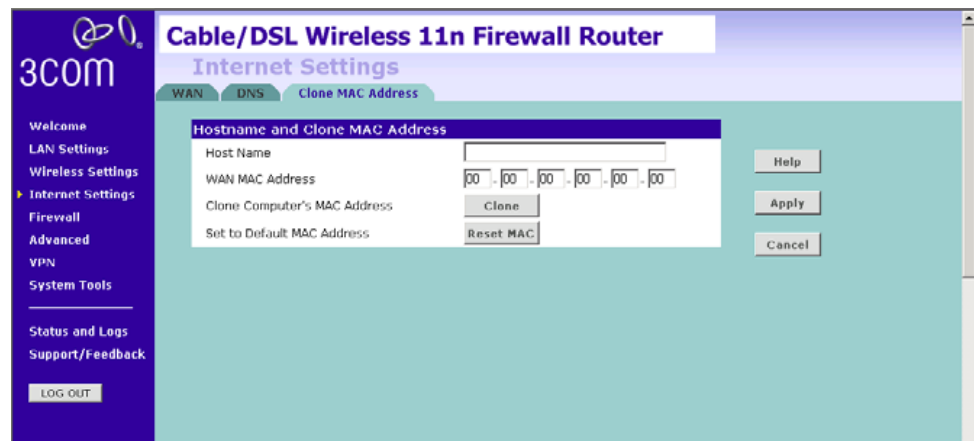 3com
Cable/DSL Wireless 11n Firewall Router
Internet Settings
WAN DNS Clone MAC Address
Welcome
LAN Settings
Wireless Settings
Internet Settings
Firewall
Advanced
VPN
System Tools
Status and Logs
Support/Feedback
LOG OUT
Hostname and Clone MAC Address
Host Name
WAN MAC Address 00 - 00 - 00 - 00 - 00 - 00
Clone Computer's MAC Address Clone
Set to Default MAC Address Reset MAC
Help
Apply
Cancel